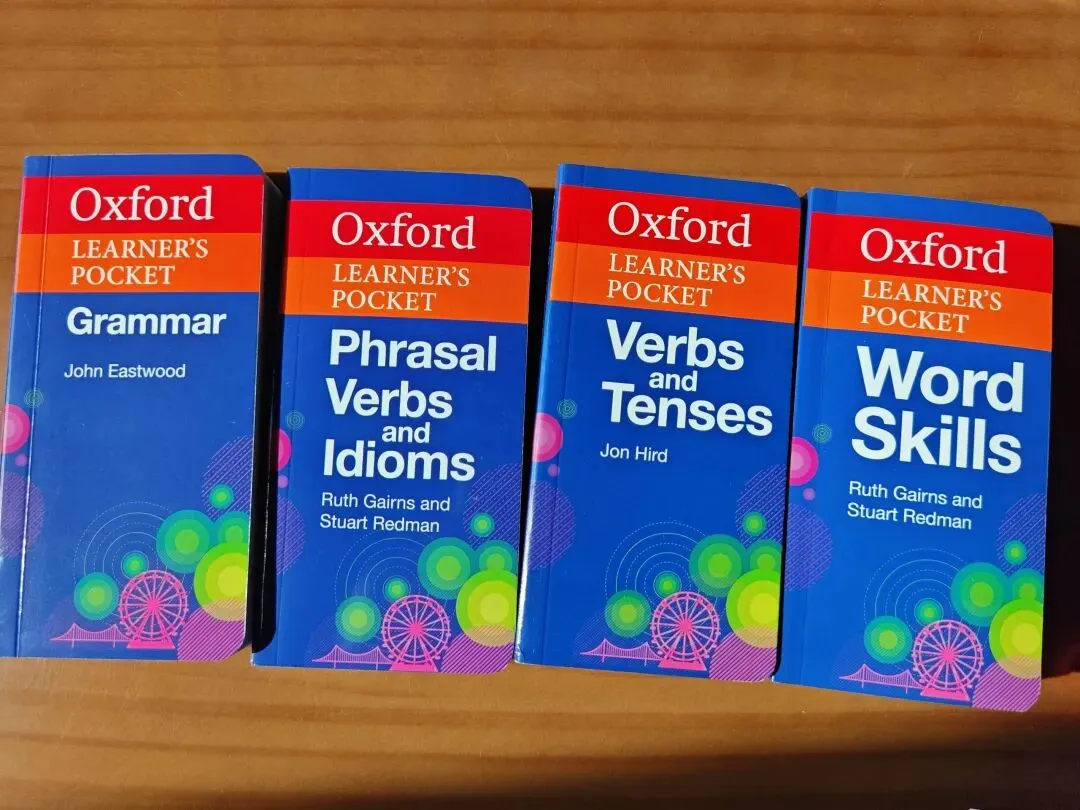 Oxford
LEARNER'S
POCKET
Grammar
John Eastwood
Oxford
LEARNER'S
POCKET
Phrasal
Verbs
and
Idioms
Ruth Gairns and
Stuart Redman
Oxford
LEARNER'S
POCKET
Verbs
and
Tenses
Jon Hird
Oxford
LEARNER'S
POCKET
Word
Skills
Ruth Gairns and
Stuart Redman